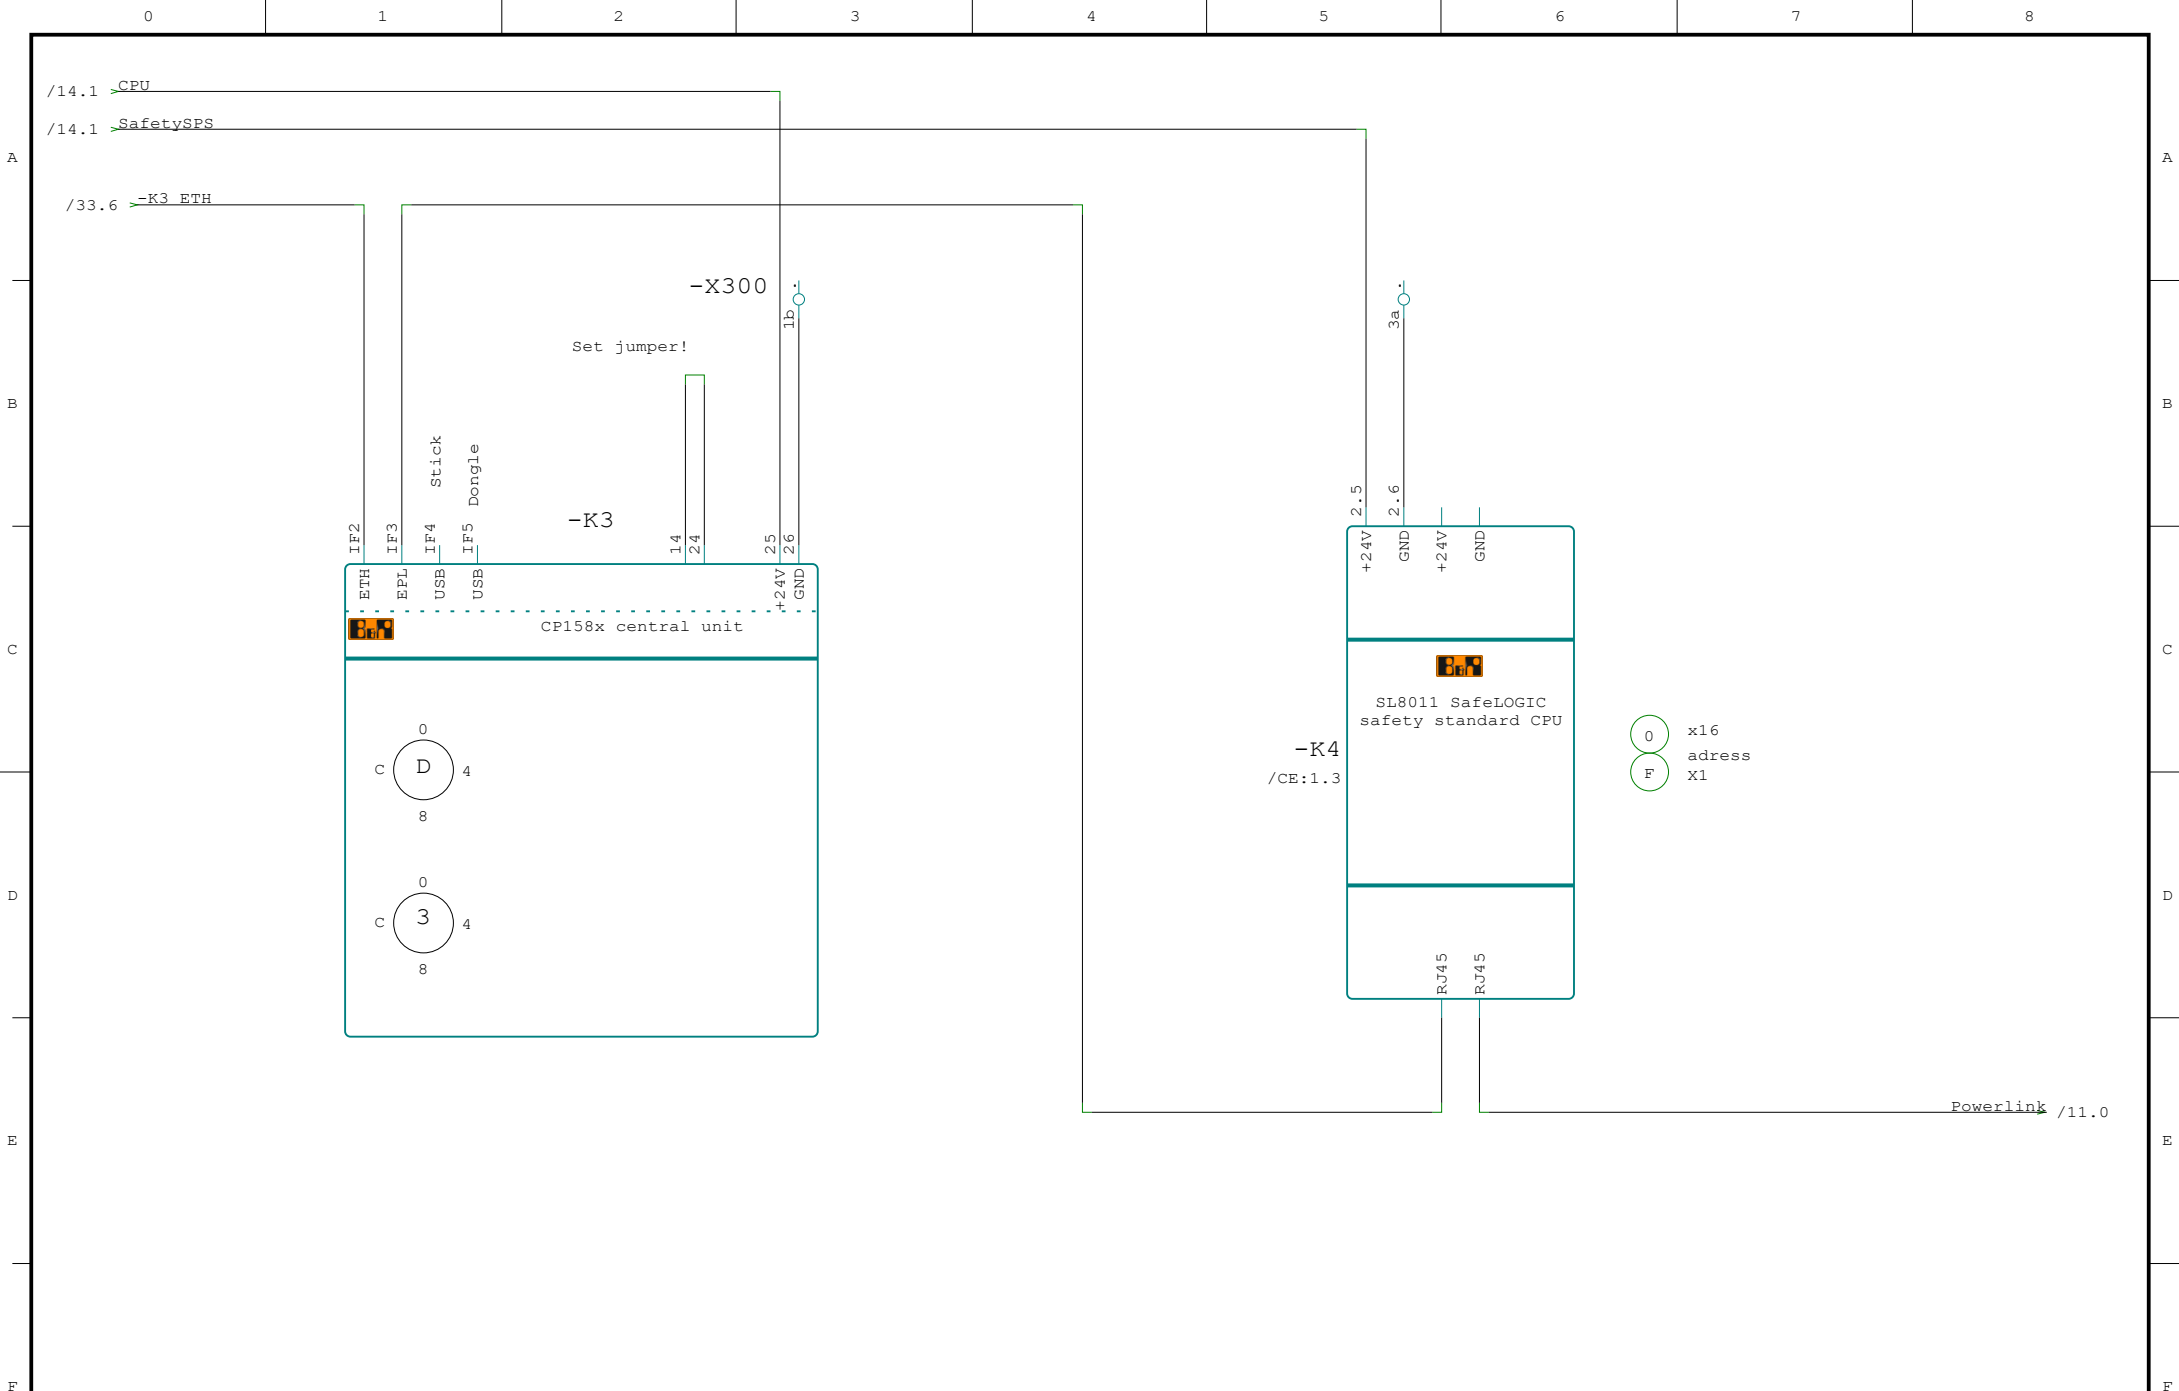 0 1 2 3 4 5 6 7 8
/14.1 CPU
/14.1 SafetySPS
A A
/33.6 -K3 ETH
-X300 .
1b
.
3a
Set jumper!
B B
Stick
Dongle
-K3
IF2 IF3 IF4 IF5 14 24 25 26
2.5 2.6
ETH EPL USB USB +24V GND
+24V GND +24V GND
B&R CP158x central unit
C C
B&R
SL8011 SafeLOGIC
safety standard CPU
0
C D 4
8
-K4
/CE:1.3
0 x16
adress
F X1
0
C 3 4
8
D D
RJ45 RJ45
Powerlink /11.0
E E
F F